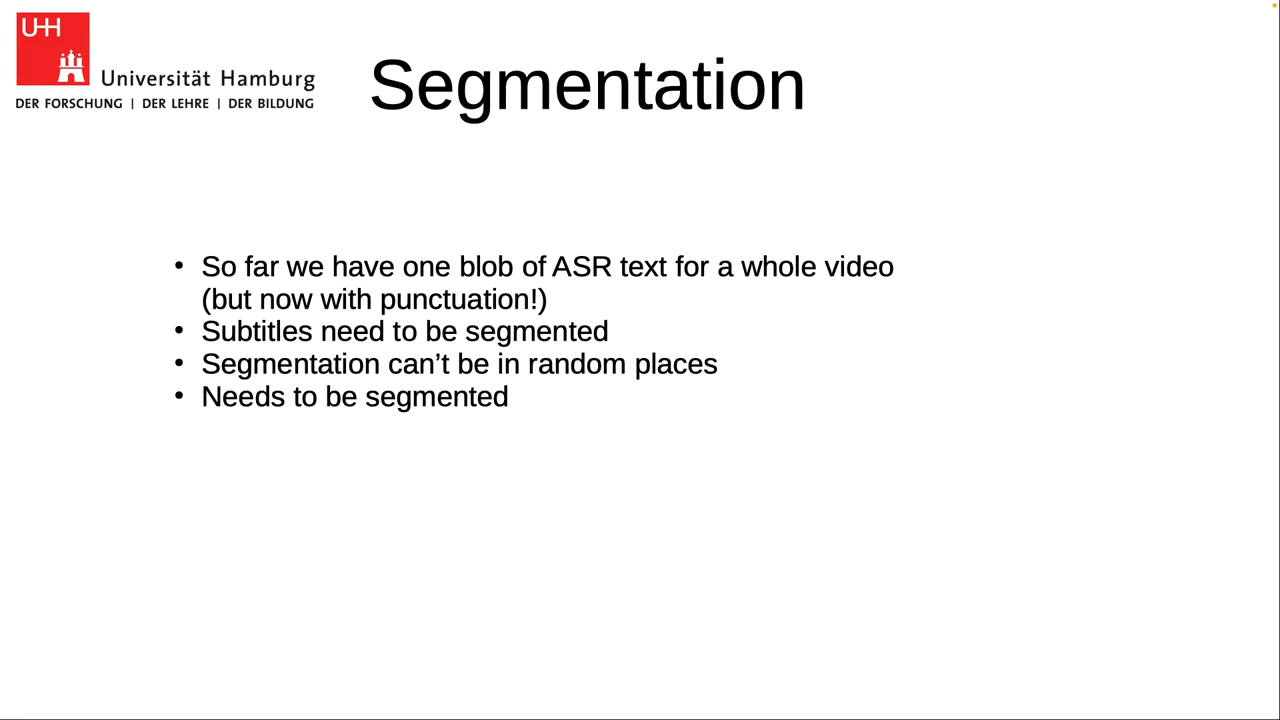 UHH
Universität Hamburg
DER FORSCHUNG | DER LEHRE | DER BILDUNG
Segmentation
• So far we have one blob of ASR text for a whole video
(but now with punctuation!)
• Subtitles need to be segmented
• Segmentation can’t be in random places
• Needs to be segmented